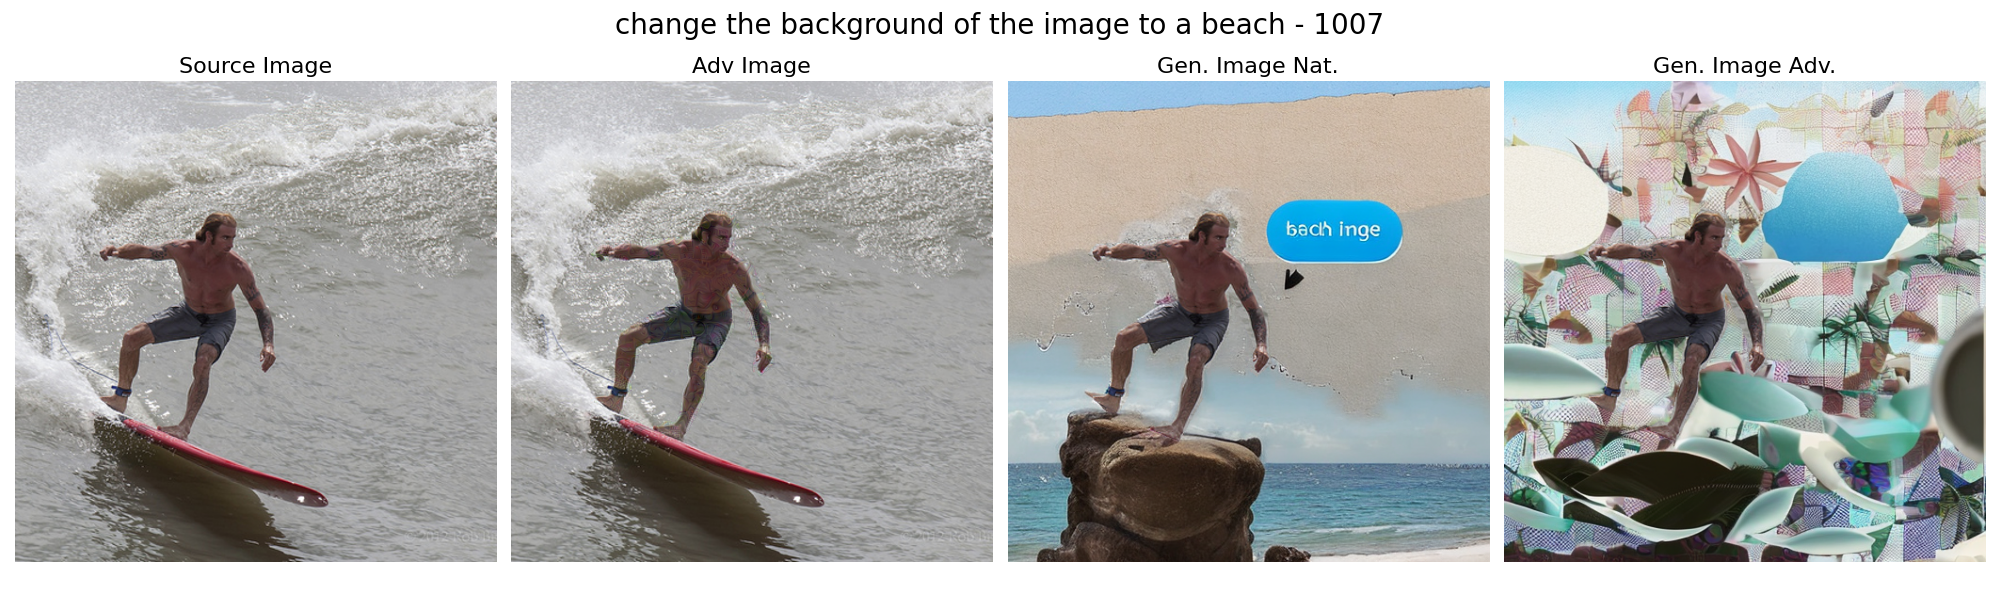 change the background of the image to a beach - 1007
Source Image
Adv Image
Gen. Image Nat.
Gen. Image Adv.
bach inge